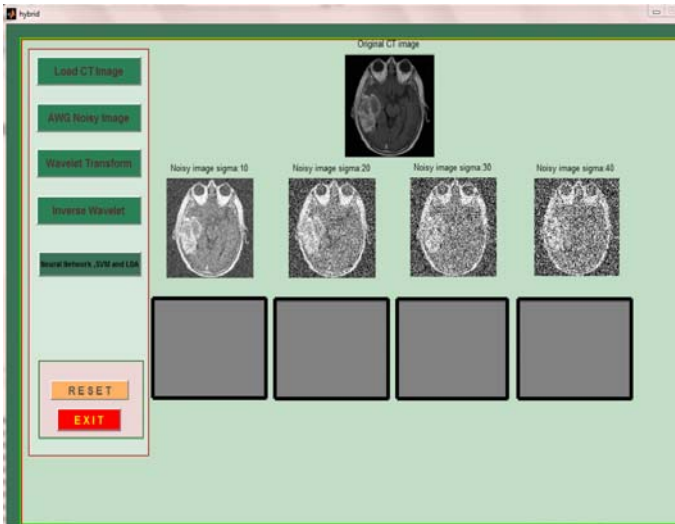 hybrid
Original CT image
Load CT Image
AWG Noisy Image
Wavelet Transform
Noisy image sigma:10 Noisy image sigma:20 Noisy image sigma:30 Noisy image sigma:40
Inverse Wavelet
Neural Network ,SVM and LDA
RESET
EXIT